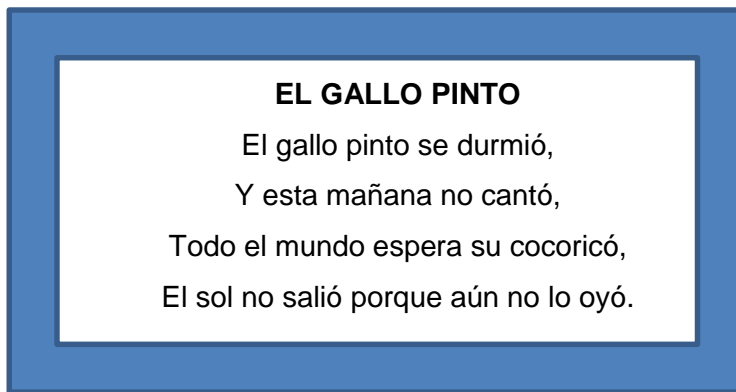 EL GALLO PINTO
El gallo pinto se durmió,
Y esta mañana no cantó,
Todo el mundo espera su cocoricó,
El sol no salió porque aún no lo oyó.